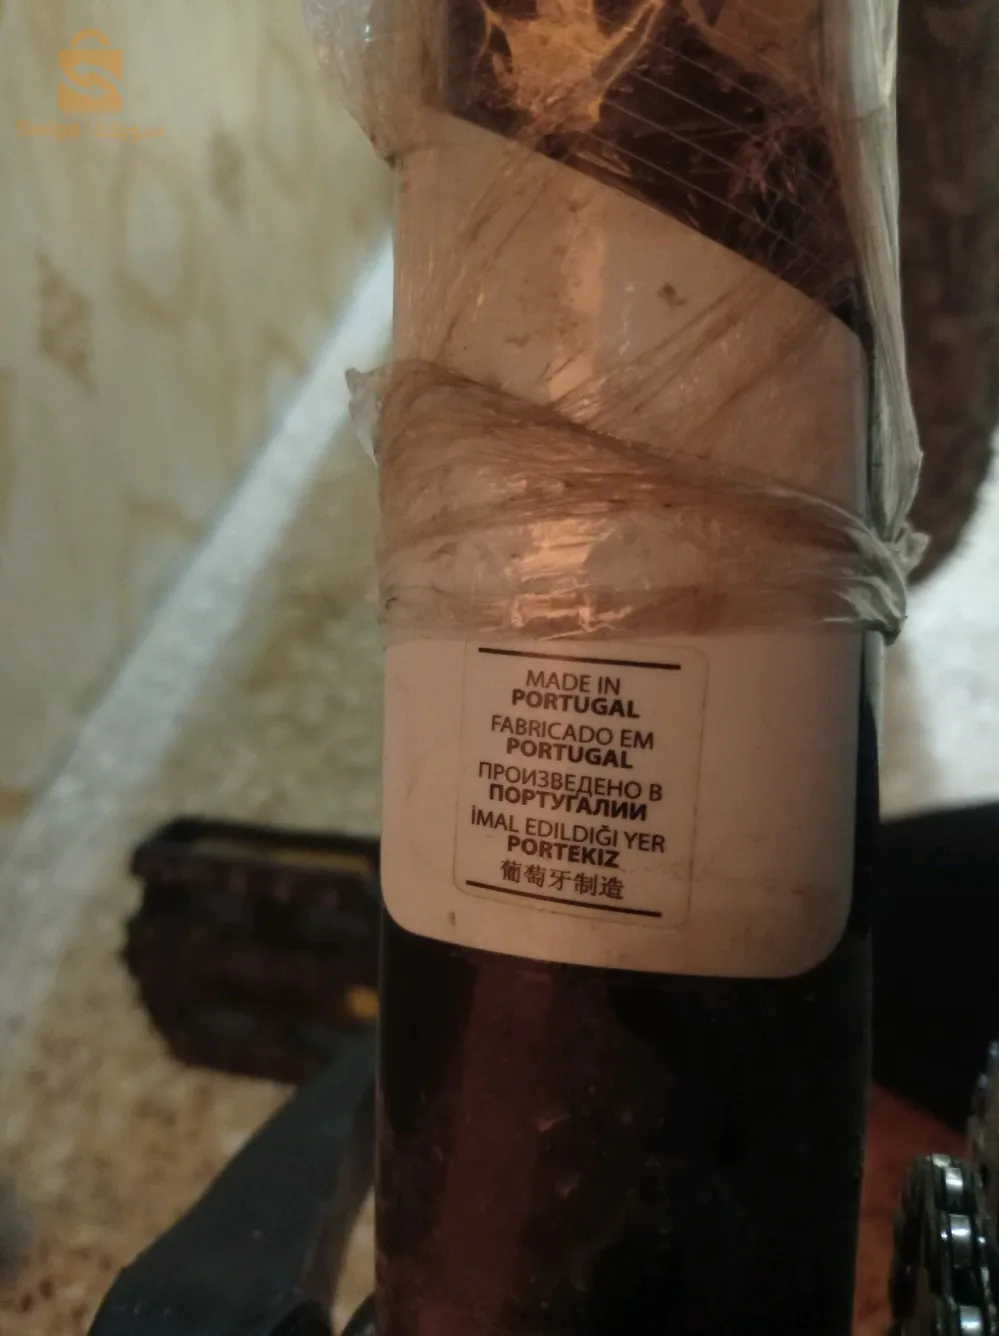 MADE IN
PORTUGAL
FABRICADO EM
PORTUGAL
ПРОИЗВЕДЕНО В
ПОРТУГАЛИИ
İMAL EDILDIĞI YER
PORTEKIZ
葡萄牙制造